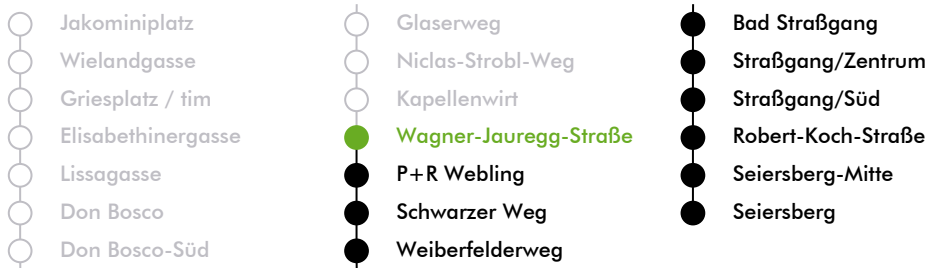 Jakominiplatz
Wielandgasse
Griesplatz / tim
Elisabethinergasse
Lissagasse
Don Bosco
Don Bosco-Süd
Glaserweg
Niclas-Strobl-Weg
Kapellenwirt
Wagner-Jauregg-Straße
P+R Webling
Schwarzer Weg
Weiberfelderweg
Bad Straßgang
Straßgang/Zentrum
Straßgang/Süd
Robert-Koch-Straße
Seiersberg-Mitte
Seiersberg